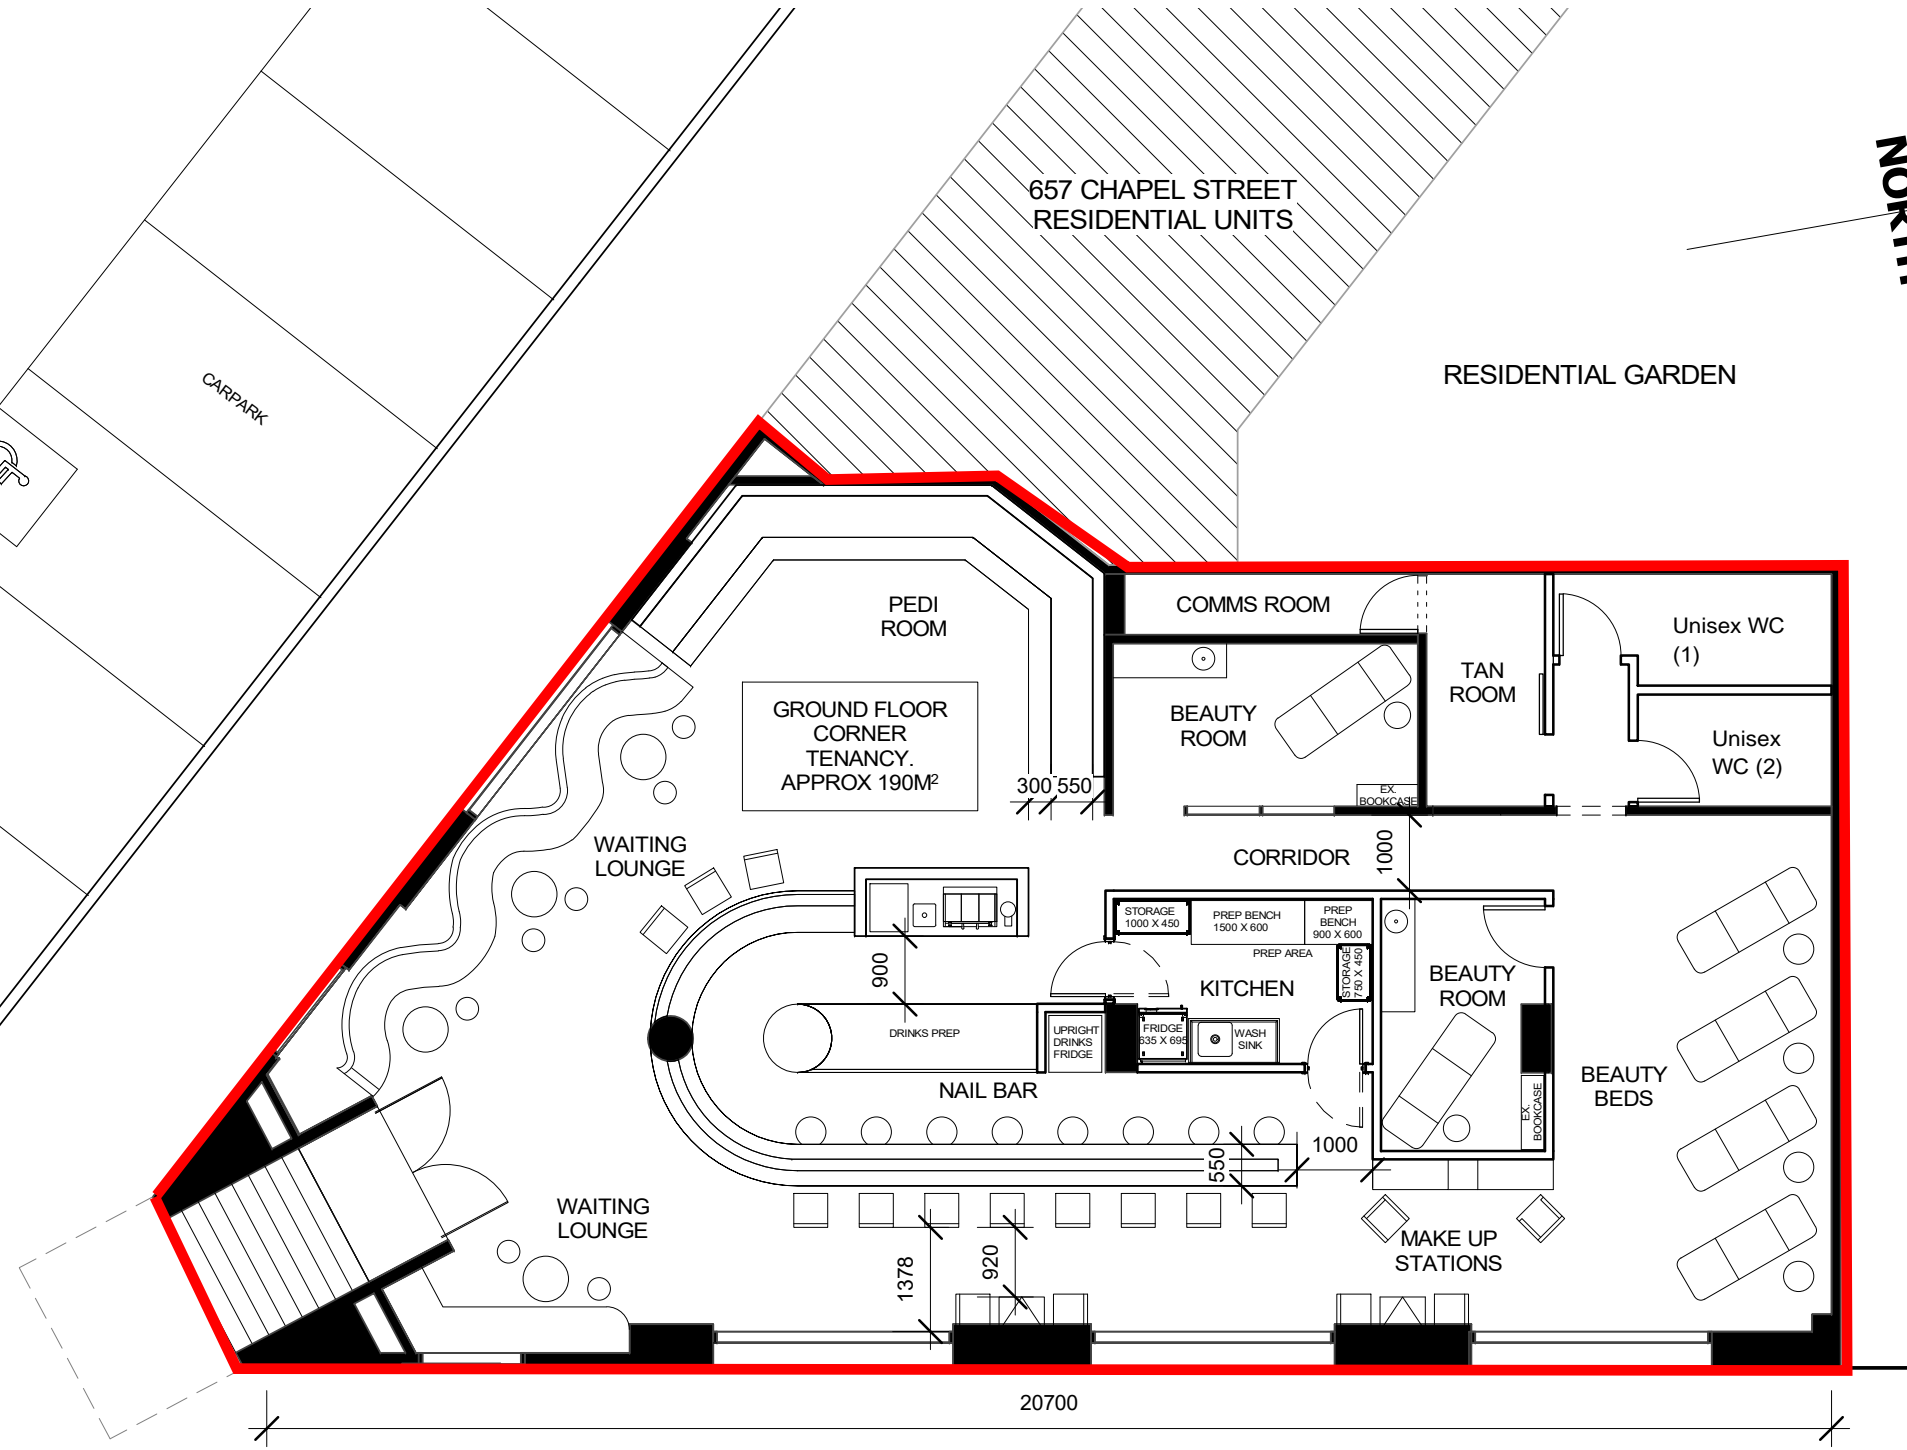 NORTH
657 CHAPEL STREET
RESIDENTIAL UNITS
RESIDENTIAL GARDEN
CARPARK
PEDI
ROOM
COMMS ROOM
Unisex WC
(1)
TAN
ROOM
GROUND FLOOR
CORNER
TENANCY.
APPROX 190M²
BEAUTY
ROOM
Unisex
WC (2)
300
550
EX.
BOOKCASE
WAITING
LOUNGE
CORRIDOR
1000
STORAGE
1000 X 450
PREP BENCH
1500 X 600
PREP
BENCH
900 X 600
PREP AREA
STORAGE
750 X 450
900
KITCHEN
BEAUTY
ROOM
DRINKS PREP
UPRIGHT
DRINKS
FRIDGE
FRIDGE
635 X 695
WASH
SINK
NAIL BAR
BEAUTY
BEDS
EX.
BOOKCASE
550
1000
WAITING
LOUNGE
MAKE UP
STATIONS
1378
920
20700